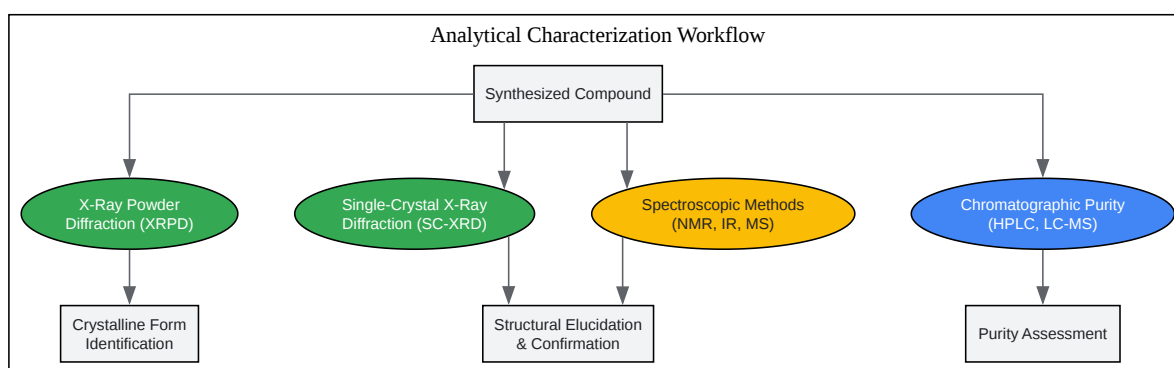 Analytical Characterization Workflow
Synthesized Compound
X-Ray Powder
Diffraction (XRPD)
Single-Crystal X-Ray
Diffraction (SC-XRD)
Spectroscopic Methods
(NMR, IR, MS)
Chromatographic Purity
(HPLC, LC-MS)
Crystalline Form
Identification
Structural Elucidation
& Confirmation
Purity Assessment